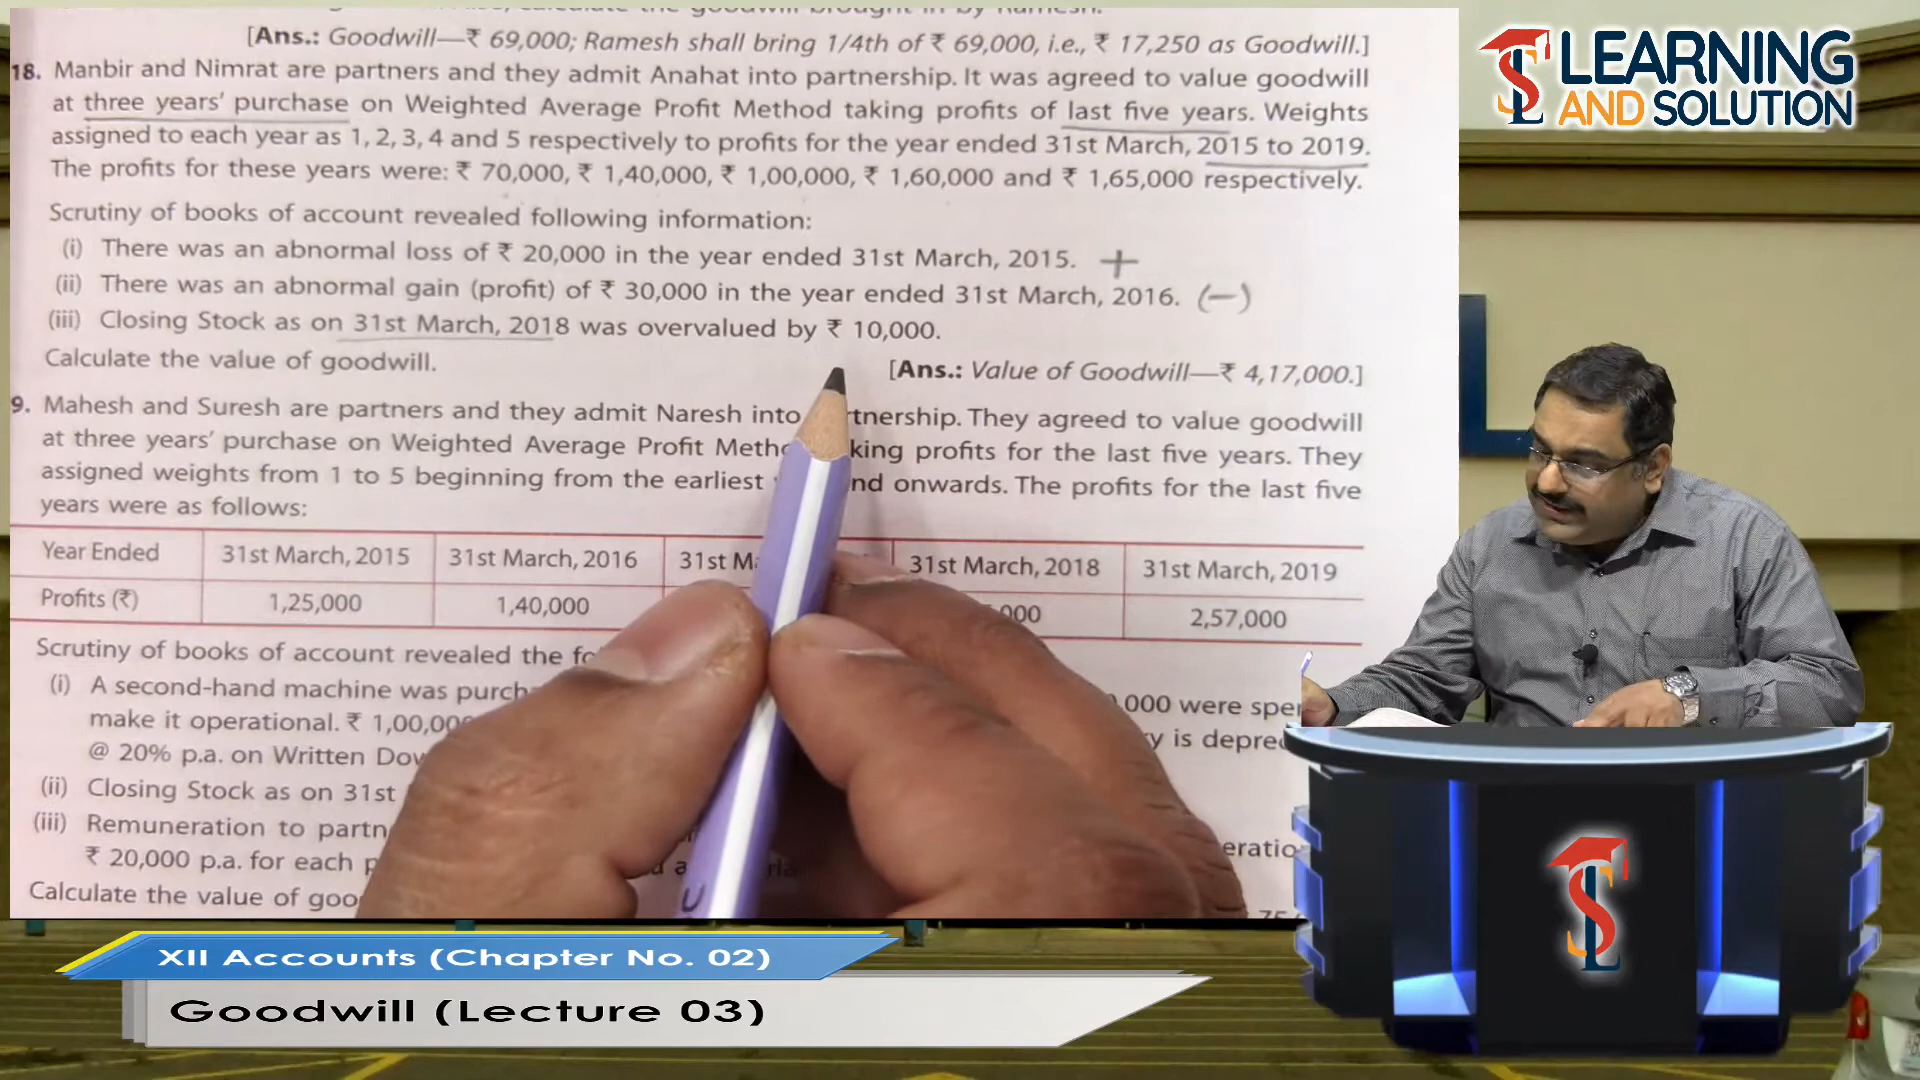 [Ans.: Goodwill—₹ 69,000; Ramesh shall bring 1/4th of ₹ 69,000, i.e., ₹ 17,250 as Goodwill.]
18. Manbir and Nimrat are partners and they admit Anahat into partnership. It was agreed to value goodwill
at three years' purchase on Weighted Average Profit Method taking profits of last five years. Weights
assigned to each year as 1, 2, 3, 4 and 5 respectively to profits for the year ended 31st March, 2015 to 2019.
The profits for these years were: ₹ 70,000, ₹ 1,40,000, ₹ 1,00,000, ₹ 1,60,000 and ₹ 1,65,000 respectively.
Scrutiny of books of account revealed following information:
(i) There was an abnormal loss of ₹ 20,000 in the year ended 31st March, 2015. +
(ii) There was an abnormal gain (profit) of ₹ 30,000 in the year ended 31st March, 2016. (−)
(iii) Closing Stock as on 31st March, 2018 was overvalued by ₹ 10,000.
Calculate the value of goodwill. [Ans.: Value of Goodwill—₹ 4,17,000.]
9. Mahesh and Suresh are partners and they admit Naresh into rtnership. They agreed to value goodwill
at three years' purchase on Weighted Average Profit Meth king profits for the last five years. They
assigned weights from 1 to 5 beginning from the earliest nd onwards. The profits for the last five
years were as follows:
Year Ended 31st March, 2015 31st March, 2016 31st M 31st March, 2018 31st March, 2019
Profits (₹) 1,25,000 1,40,000 000 2,57,000
Scrutiny of books of account revealed the fo
(i) A second-hand machine was purch 000 were spe
make it operational. ₹ 1,00,00 y is depre
@ 20% p.a. on Written Dow
(ii) Closing Stock as on 31st
(iii) Remuneration to partn eratio
₹ 20,000 p.a. for each p
Calculate the value of goo
LEARNING
AND SOLUTION
XII Accounts (Chapter No. 02)
Goodwill (Lecture 03)